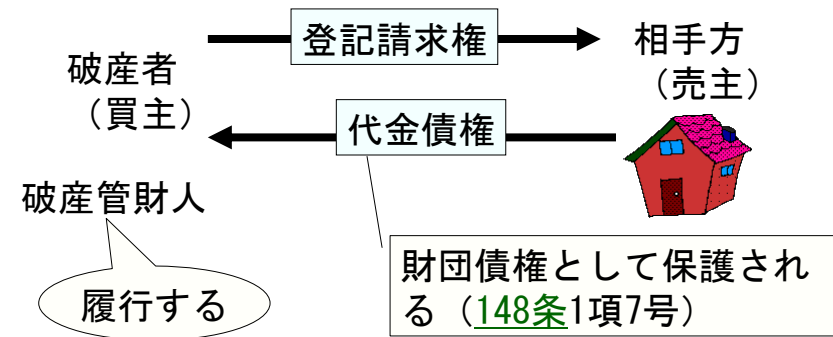 登記請求権
相手方
（売主）
破産者
（買主）
代金債権
破産管財人
履行する
財団債権として保護され
る（148条1項7号）